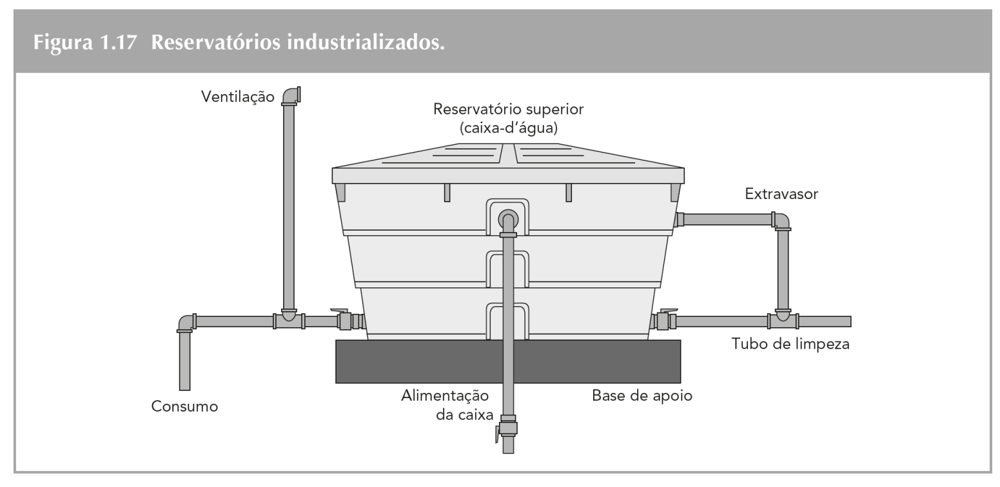 Figura 1.17 Reservatórios industrializados.
Ventilação
Reservatório superior
(caixa-d’água)
Extravasor
Tubo de limpeza
Alimentação
da caixa
Base de apoio
Consumo